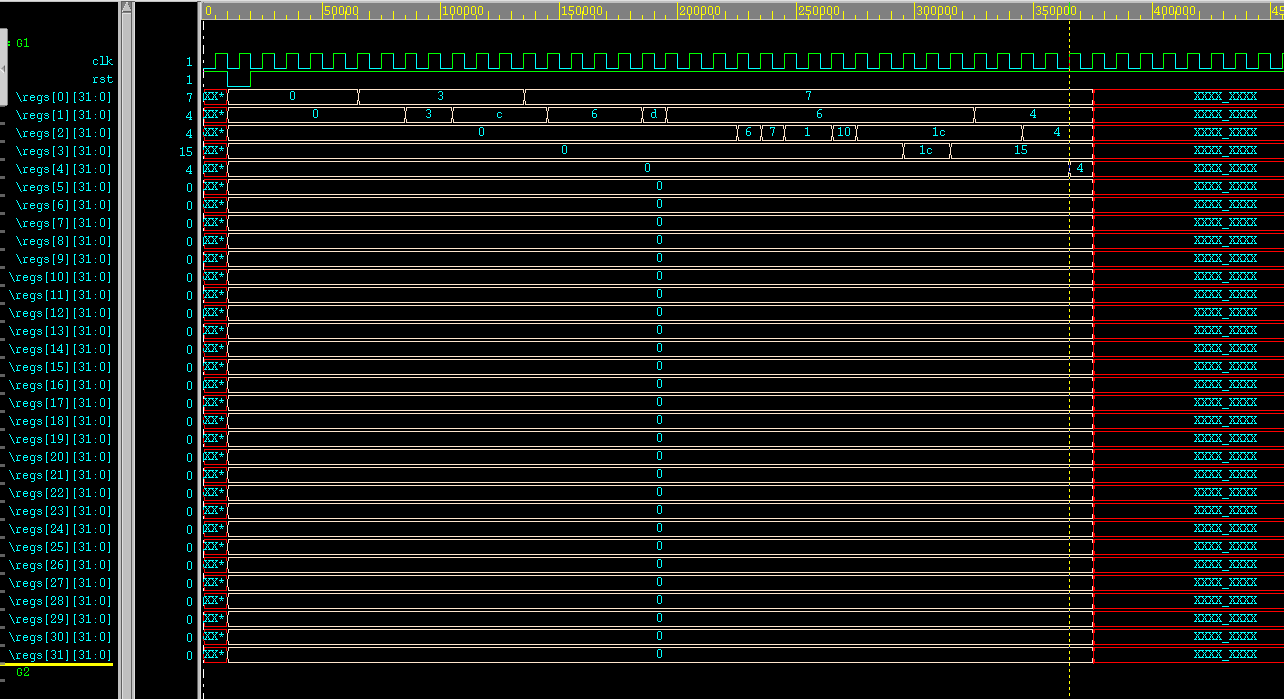 0 50000 100000 150000 200000 250000 300000 350000 400000 45
G1
clk 1
rst 1
\regs[0][31:0] 7 XX* 0 3 7 XXXX_XXXX
\regs[1][31:0] 4 XX* 0 3 c 6 d 6 4 XXXX_XXXX
\regs[2][31:0] 4 XX* 0 6 7 1 10 1c 4 XXXX_XXXX
\regs[3][31:0] 15 XX* 0 1c 15 XXXX_XXXX
\regs[4][31:0] 4 XX* 0 4 XXXX_XXXX
\regs[5][31:0] 0 XX* 0 XXXX_XXXX
\regs[6][31:0] 0 XX* 0 XXXX_XXXX
\regs[7][31:0] 0 XX* 0 XXXX_XXXX
\regs[8][31:0] 0 XX* 0 XXXX_XXXX
\regs[9][31:0] 0 XX* 0 XXXX_XXXX
\regs[10][31:0] 0 XX* 0 XXXX_XXXX
\regs[11][31:0] 0 XX* 0 XXXX_XXXX
\regs[12][31:0] 0 XX* 0 XXXX_XXXX
\regs[13][31:0] 0 XX* 0 XXXX_XXXX
\regs[14][31:0] 0 XX* 0 XXXX_XXXX
\regs[15][31:0] 0 XX* 0 XXXX_XXXX
\regs[16][31:0] 0 XX* 0 XXXX_XXXX
\regs[17][31:0] 0 XX* 0 XXXX_XXXX
\regs[18][31:0] 0 XX* 0 XXXX_XXXX
\regs[19][31:0] 0 XX* 0 XXXX_XXXX
\regs[20][31:0] 0 XX* 0 XXXX_XXXX
\regs[21][31:0] 0 XX* 0 XXXX_XXXX
\regs[22][31:0] 0 XX* 0 XXXX_XXXX
\regs[23][31:0] 0 XX* 0 XXXX_XXXX
\regs[24][31:0] 0 XX* 0 XXXX_XXXX
\regs[25][31:0] 0 XX* 0 XXXX_XXXX
\regs[26][31:0] 0 XX* 0 XXXX_XXXX
\regs[27][31:0] 0 XX* 0 XXXX_XXXX
\regs[28][31:0] 0 XX* 0 XXXX_XXXX
\regs[29][31:0] 0 XX* 0 XXXX_XXXX
\regs[30][31:0] 0 XX* 0 XXXX_XXXX
\regs[31][31:0] 0 XX* 0 XXXX_XXXX
G2